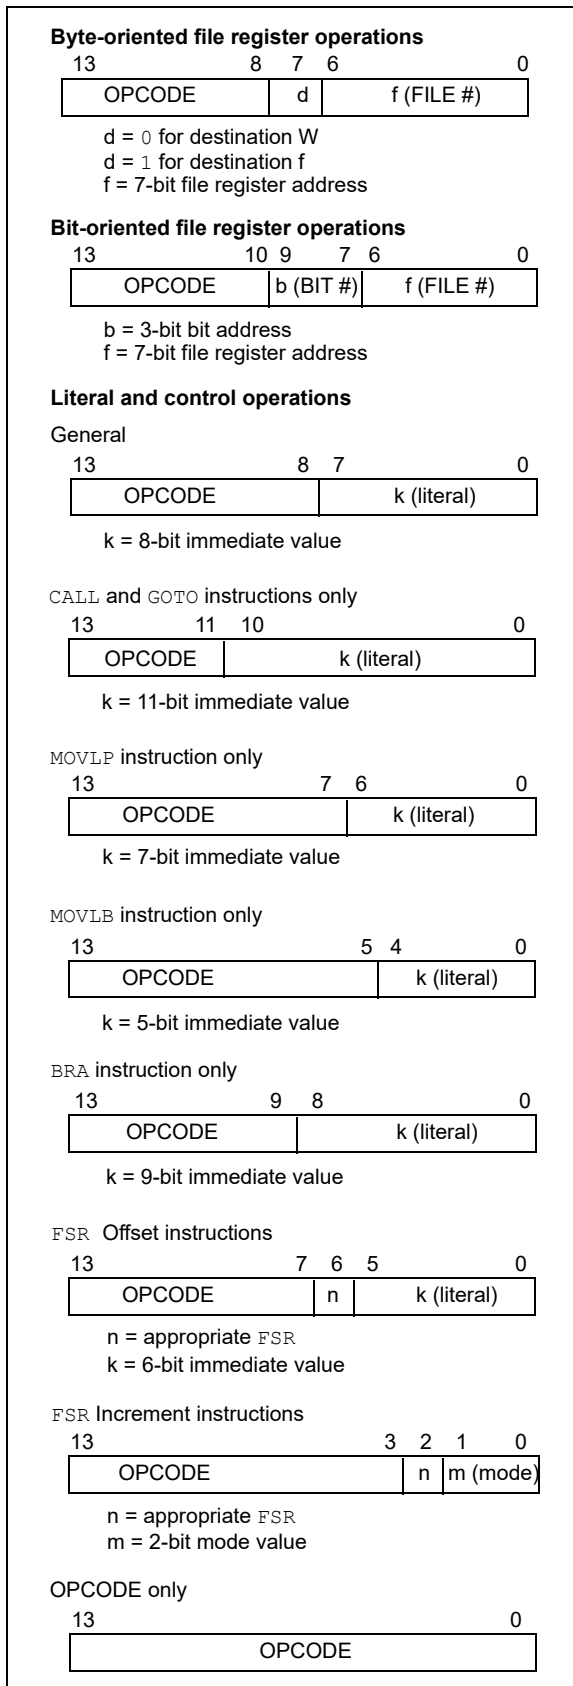 Byte-oriented file register operations
13 8 7 6 0
OPCODE d f (FILE #)
d = 0 for destination W
d = 1 for destination f
f = 7-bit file register address
Bit-oriented file register operations
13 10 9 7 6 0
OPCODE b (BIT #) f (FILE #)
b = 3-bit bit address
f = 7-bit file register address
Literal and control operations
General
13 8 7 0
OPCODE k (literal)
k = 8-bit immediate value
CALL and GOTO instructions only
13 11 10 0
OPCODE k (literal)
k = 11-bit immediate value
MOVLP instruction only
13 7 6 0
OPCODE k (literal)
k = 7-bit immediate value
MOVLB instruction only
13 5 4 0
OPCODE k (literal)
k = 5-bit immediate value
BRA instruction only
13 9 8 0
OPCODE k (literal)
k = 9-bit immediate value
FSR Offset instructions
13 7 6 5 0
OPCODE n k (literal)
n = appropriate FSR
k = 6-bit immediate value
FSR Increment instructions
13 3 2 1 0
OPCODE n m (mode)
n = appropriate FSR
m = 2-bit mode value
OPCODE only
13 0
OPCODE